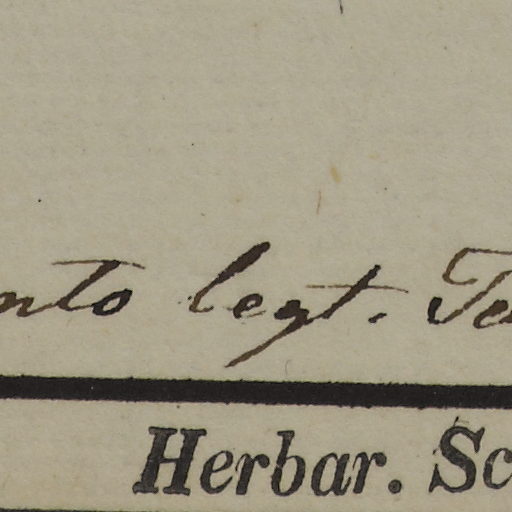 nto legt. Te
Herbar. Sc